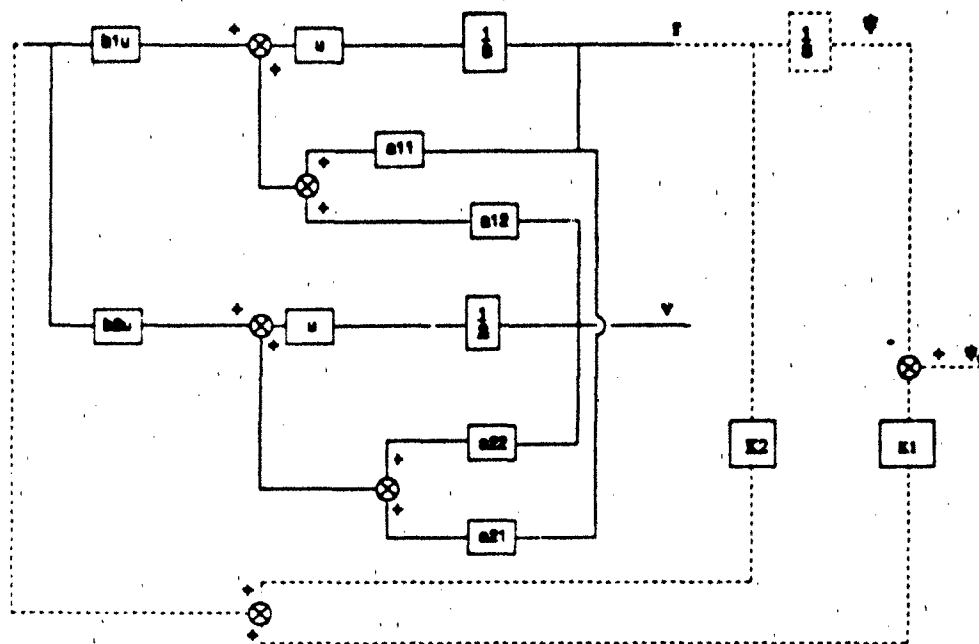 +
b1u
+
u
1/s
r
1/s
ψ
+
a11
+
a12
+
b2u
+
u
1/s
v
-
+
ψ
a22
K2
K1
+
+
a21
+
+